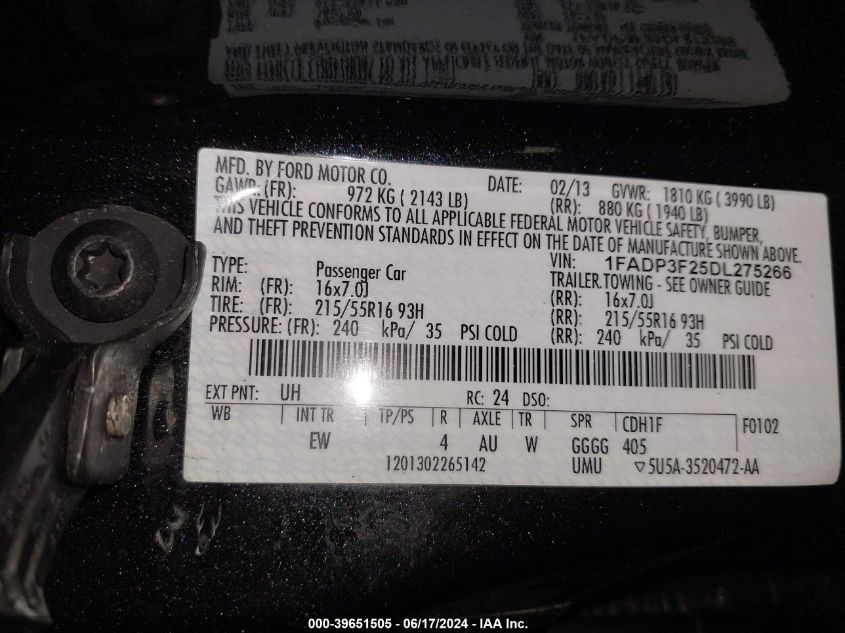 MFD. BY FORD MOTOR CO. DATE: 02/13 GVWR: 1810 KG ( 3990 LB)
GAWR: (FR): 972 KG ( 2143 LB) (RR): 880 KG ( 1940 LB)
THIS VEHICLE CONFORMS TO ALL APPLICABLE FEDERAL MOTOR VEHICLE SAFETY, BUMPER,
AND THEFT PREVENTION STANDARDS IN EFFECT ON THE DATE OF MANUFACTURE SHOWN ABOVE.
VIN: 1FADP3F25DL275266
TYPE: Passenger Car TRAILER TOWING - SEE OWNER GUIDE
RIM: (FR): 16x7.0J (RR): 16x7.0J
TIRE: (FR): 215/55R16 93H (RR): 215/55R16 93H
PRESSURE: (FR): 240 kPa/ 35 PSI COLD (RR): 240 kPa/ 35 PSI COLD
EXT PNT: UH RC: 24 DSO:
WB INT TR TP/PS R AXLE TR SPR CDH1F F0102
EW 4 AU W GGGG 405
1201302265142 UMU ▽5U5A-3520472-AA
000-39651505 - 06/17/2024 - IAA Inc.